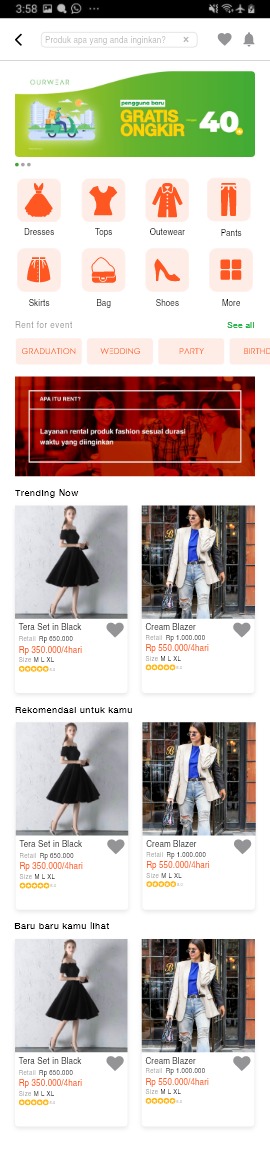 3:58
Produk apa yang anda inginkan?
OURWEAR
pengguna baru
GRATIS
ONGKIR
40
Dresses
Tops
Outewear
Pants
Skirts
Bag
Shoes
More
Rent for event
See all
GRADUATION
WEDDING
PARTY
BIRTHD
APA ITU RENT?
Layanan rental produk fashion sesuai durasi
waktu yang diinginkan
Trending Now
Tera Set in Black
Retail Rp 650.000
Rp 350.000/4hari
Size M L XL
Cream Blazer
Retail Rp 1.000.000
Rp 550.000/4hari
Size M L XL
Rekomendasi untuk kamu
Tera Set in Black
Retail Rp 650.000
Rp 350.000/4hari
Size M L XL
Cream Blazer
Retail Rp 1.000.000
Rp 550.000/4hari
Size M L XL
Baru baru kamu lihat
Tera Set in Black
Retail Rp 650.000
Rp 350.000/4hari
Size M L XL
Cream Blazer
Retail Rp 1.000.000
Rp 550.000/4hari
Size M L XL